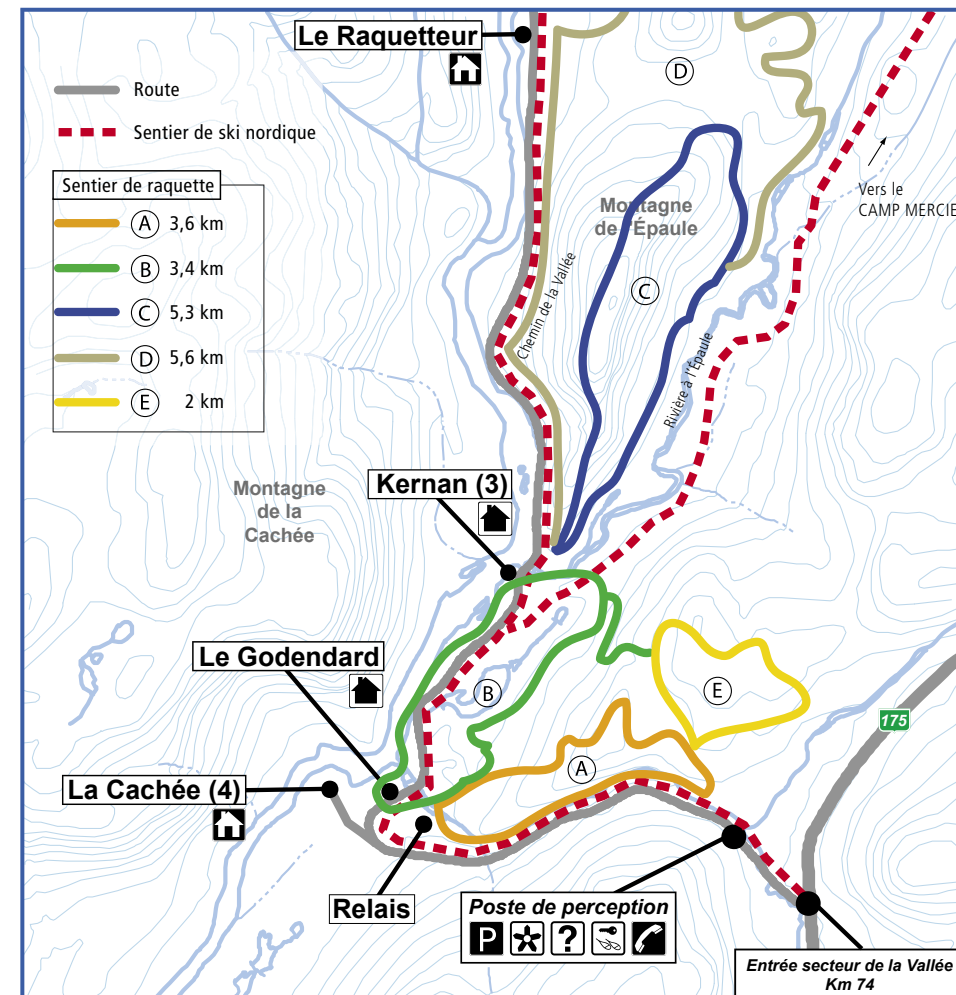 Le Raquetteur
Route
Sentier de ski nordique
Sentier de raquette
A 3,6 km
B 3,4 km
C 5,3 km
D 5,6 km
E 2 km
D
Vers le
CAMP MERCIE
Montagne
de l'Épaule
C
Chemin de la Vallée
Rivière à l'Épaule
Kernan (3)
Montagne
de la
Cachée
Le Godendard
B
E
175
A
La Cachée (4)
Relais
Poste de perception
P ?
Entrée secteur de la Vallée
Km 74